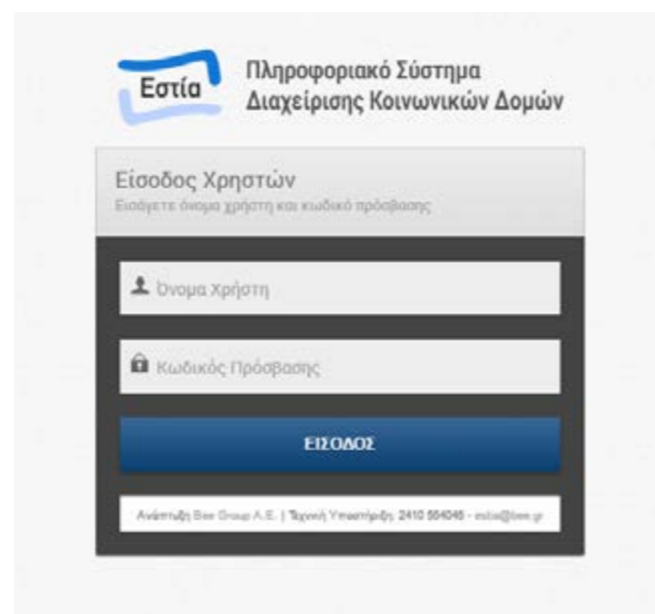 Εστία
Πληροφοριακό Σύστημα
Διαχείρισης Κοινωνικών Δομών
Είσοδος Χρηστών
Εισάγετε όνομα χρήστη και κωδικό πρόσβασης
Όνομα Χρήστη
Κωδικός Πρόσβασης
ΕΙΣΟΔΟΣ
Ανάπτυξη Bee Group Α.Ε. | Τεχνική Υποστήριξη: 2410 564046 - estia@bee.gr